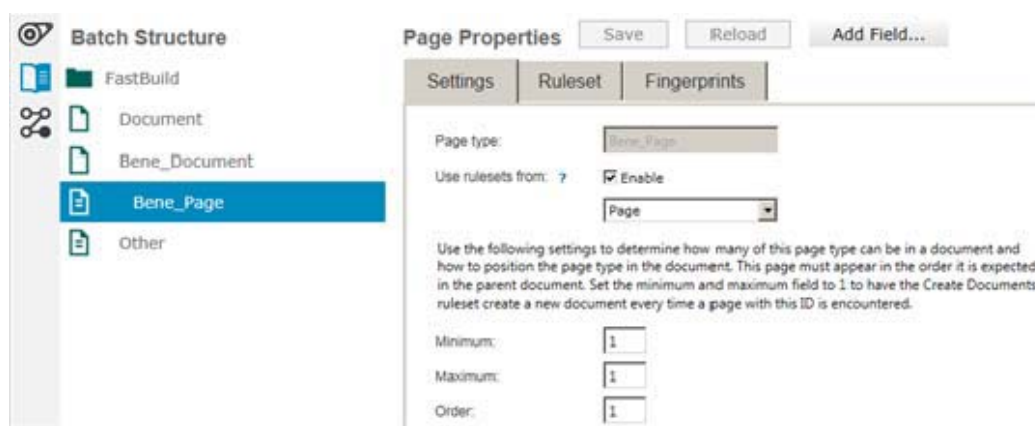 Batch Structure
FastBuild
Document
Bene_Document
Bene_Page
Other
Page Properties
Save
Reload
Add Field...
Settings
Ruleset
Fingerprints
Page type: Bene_Page
Use rulesets from: ? Enable
Page
Use the following settings to determine how many of this page type can be in a document and
how to position the page type in the document. This page must appear in the order it is expected
in the parent document. Set the minimum and maximum field to 1 to have the Create Documents
ruleset create a new document every time a page with this ID is encountered.
Minimum: 1
Maximum: 1
Order: 1